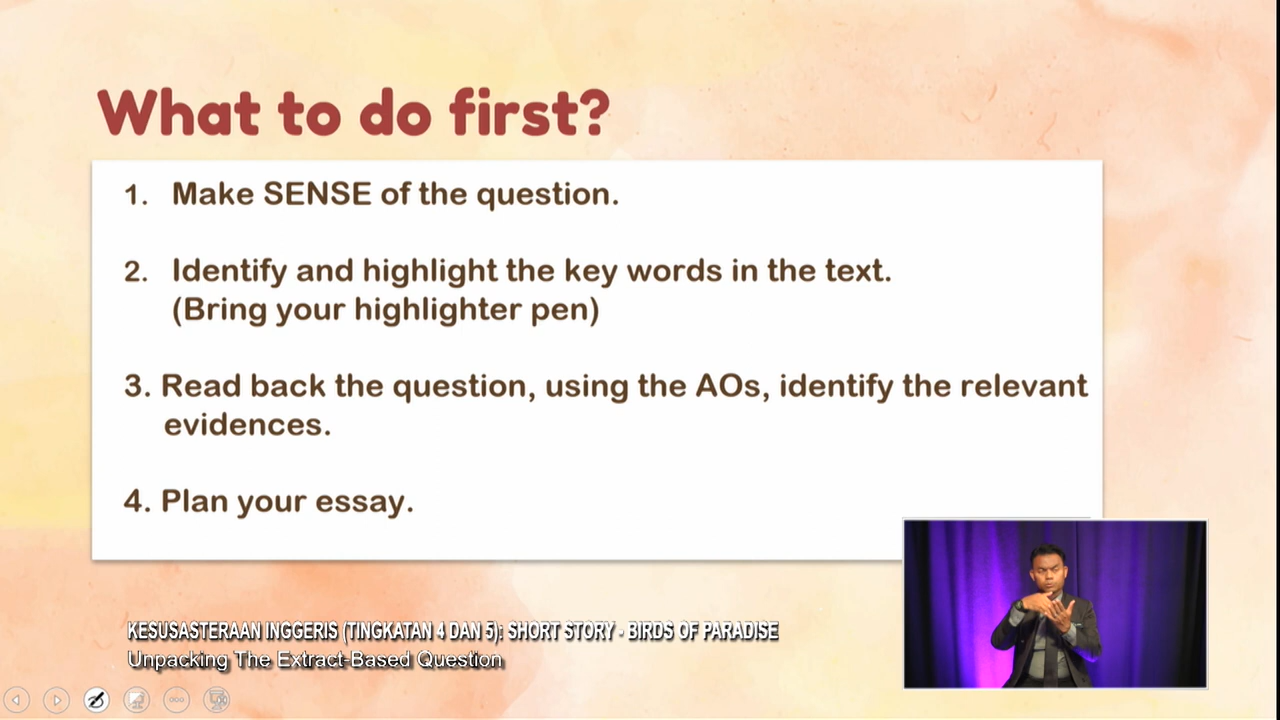 What to do first?
1. Make SENSE of the question.
2. Identify and highlight the key words in the text.
(Bring your highlighter pen)
3. Read back the question, using the AOs, identify the relevant
evidences.
4. Plan your essay.
KESUSASTERAAN INGGERIS (TINGKATAN 4 DAN 5): SHORT STORY - BIRDS OF PARADISE
Unpacking The Extract-Based Question